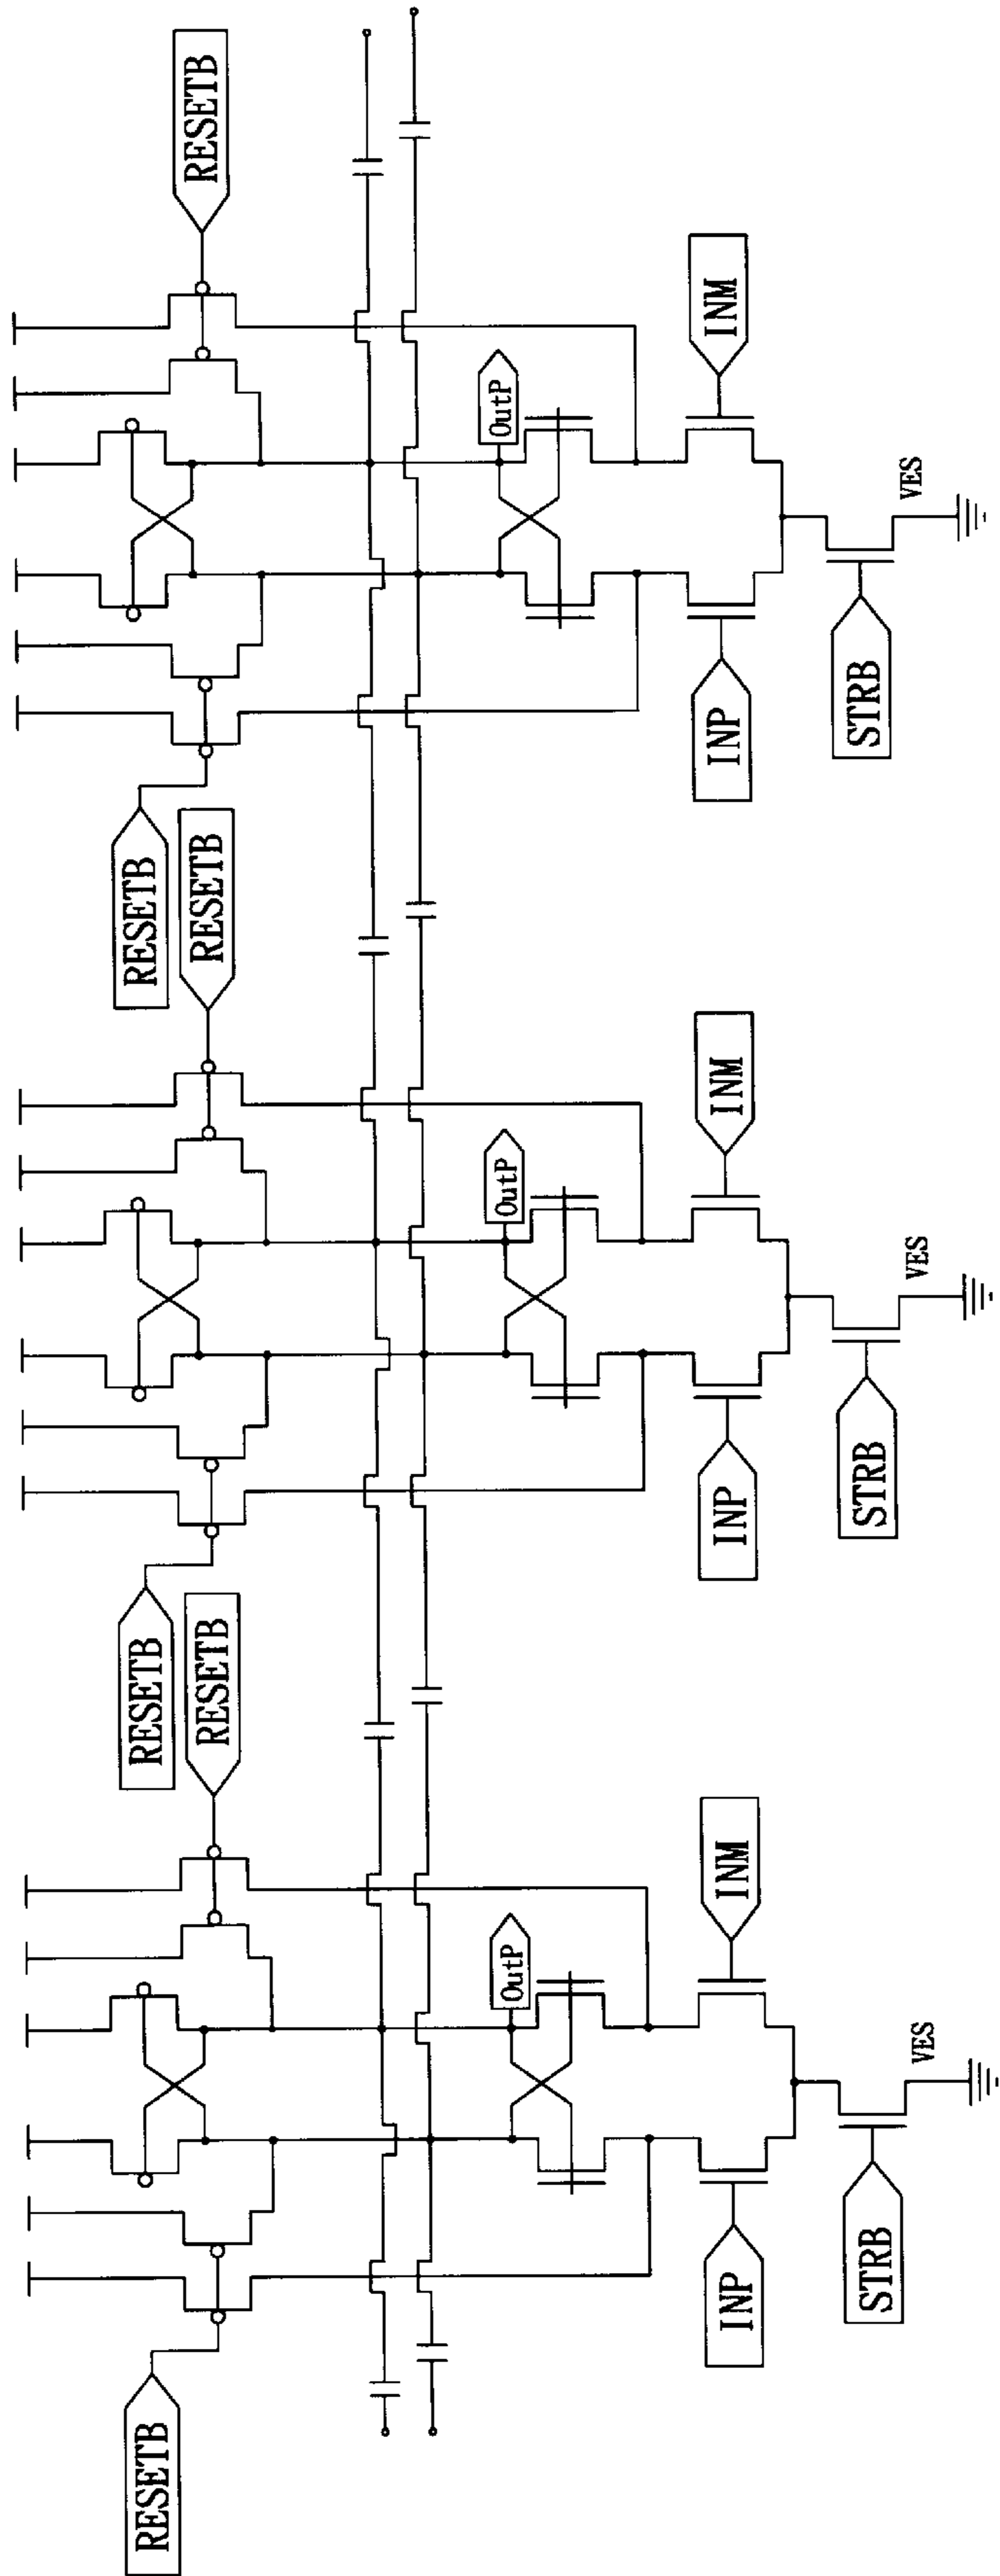 RESETB
RESETB
OutP
INP
INM
STRB
VES
RESETB
RESETB
OutP
INP
INM
STRB
VES
RESETB
RESETB
OutP
INP
INM
STRB
VES